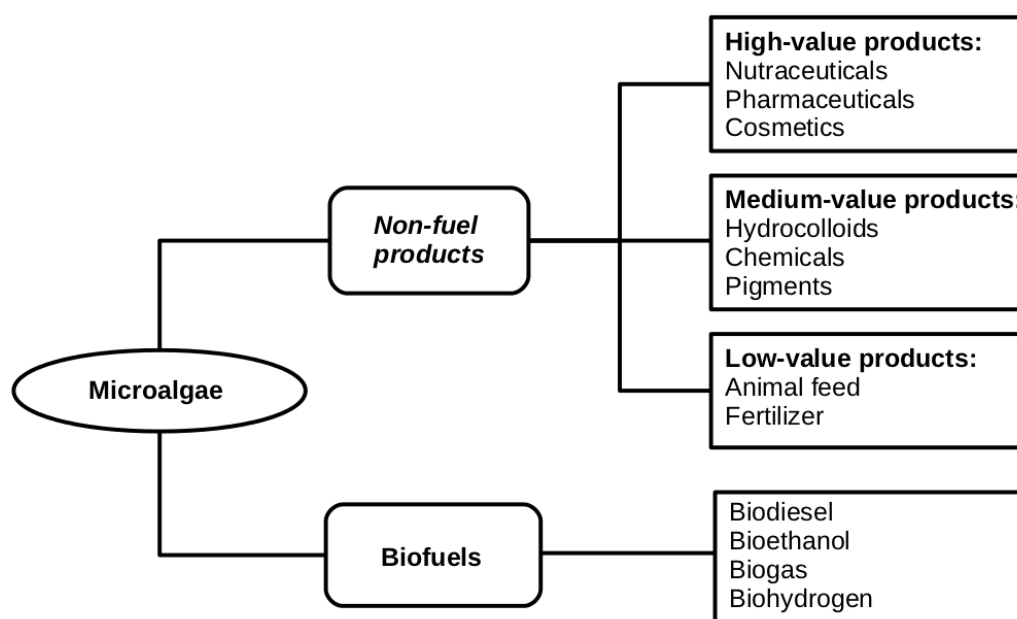 High-value products:
Nutraceuticals
Pharmaceuticals
Cosmetics
Non-fuel
products
Medium-value products:
Hydrocolloids
Chemicals
Pigments
Microalgae
Low-value products:
Animal feed
Fertilizer
Biofuels
Biodiesel
Bioethanol
Biogas
Biohydrogen